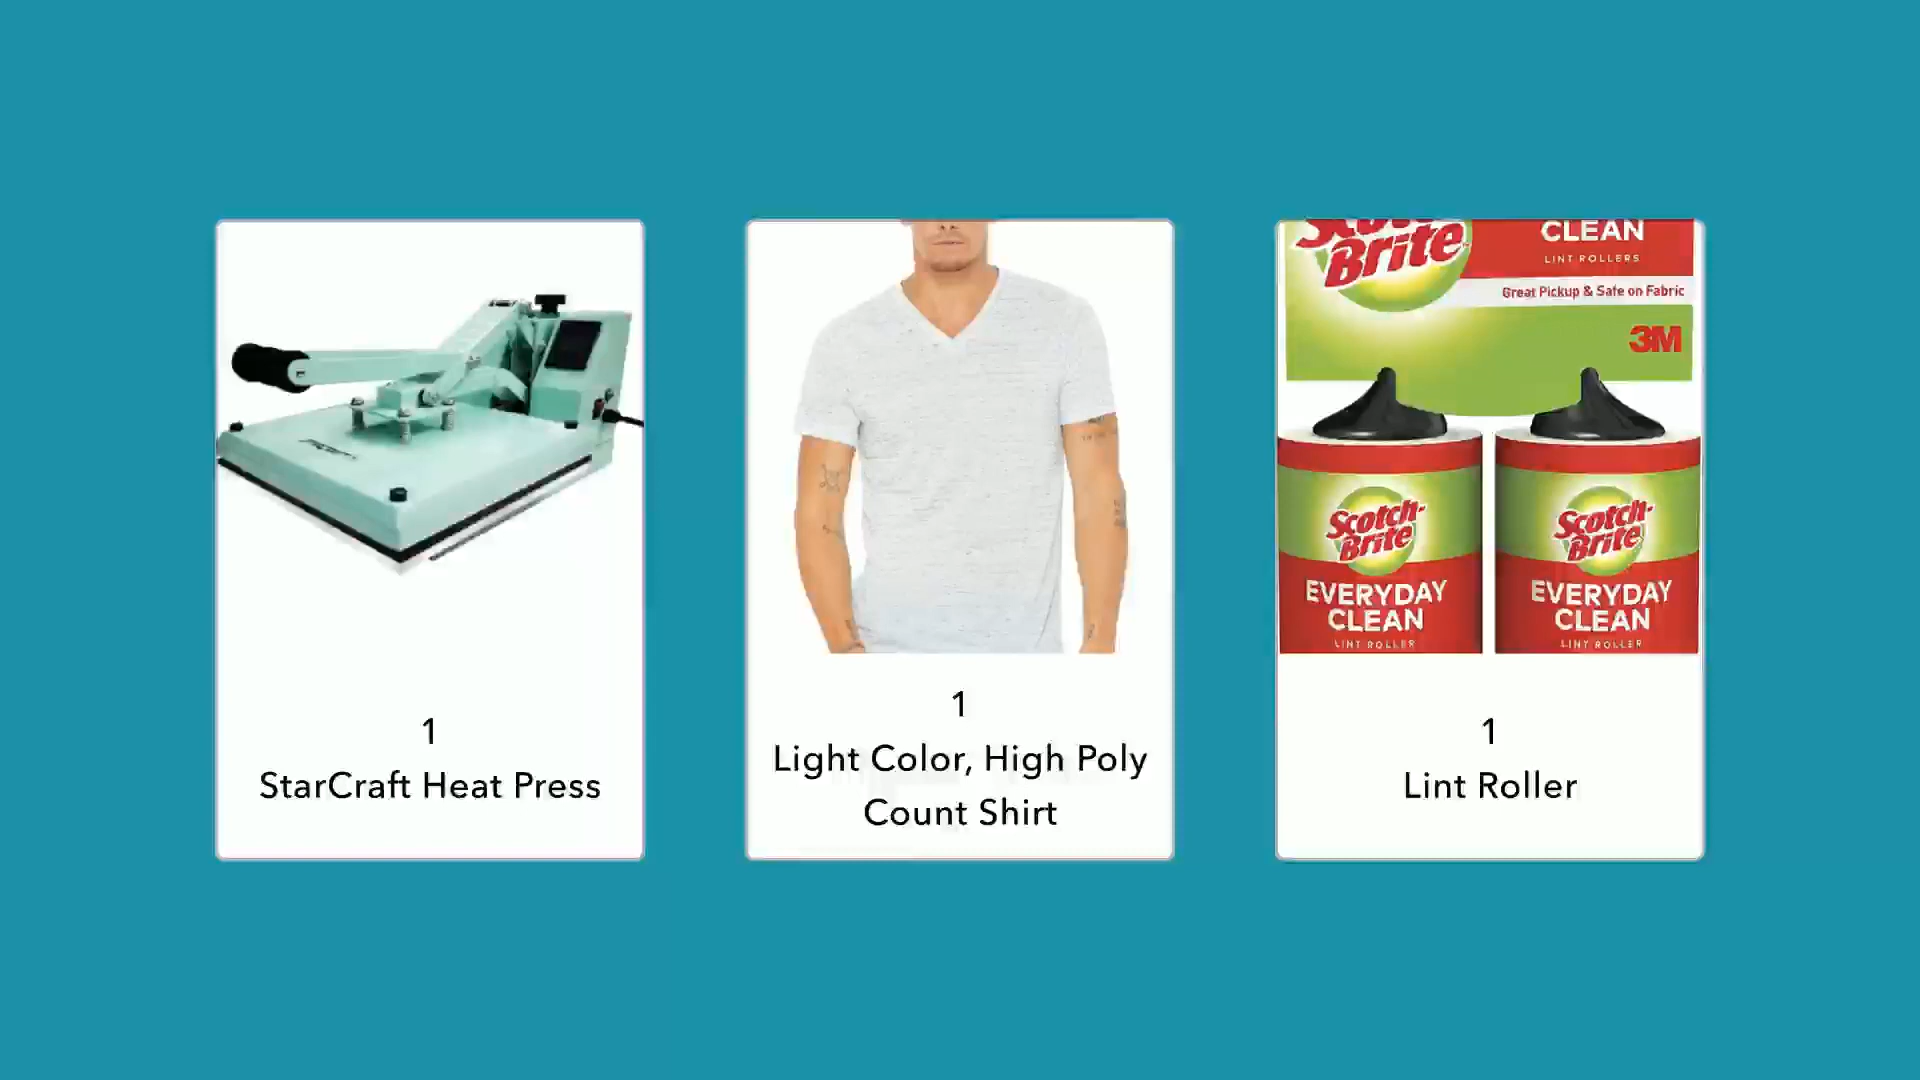 1
StarCraft Heat Press
1
Light Color, High Poly
Count Shirt
Brite
CLEAN
LINT ROLLERS
Great Pickup & Safe on Fabric
3M
Scotch-
Brite
EVERYDAY
CLEAN
LINT ROLLER
Scotch-
Brite
EVERYDAY
CLEAN
LINT ROLLER
1
Lint Roller